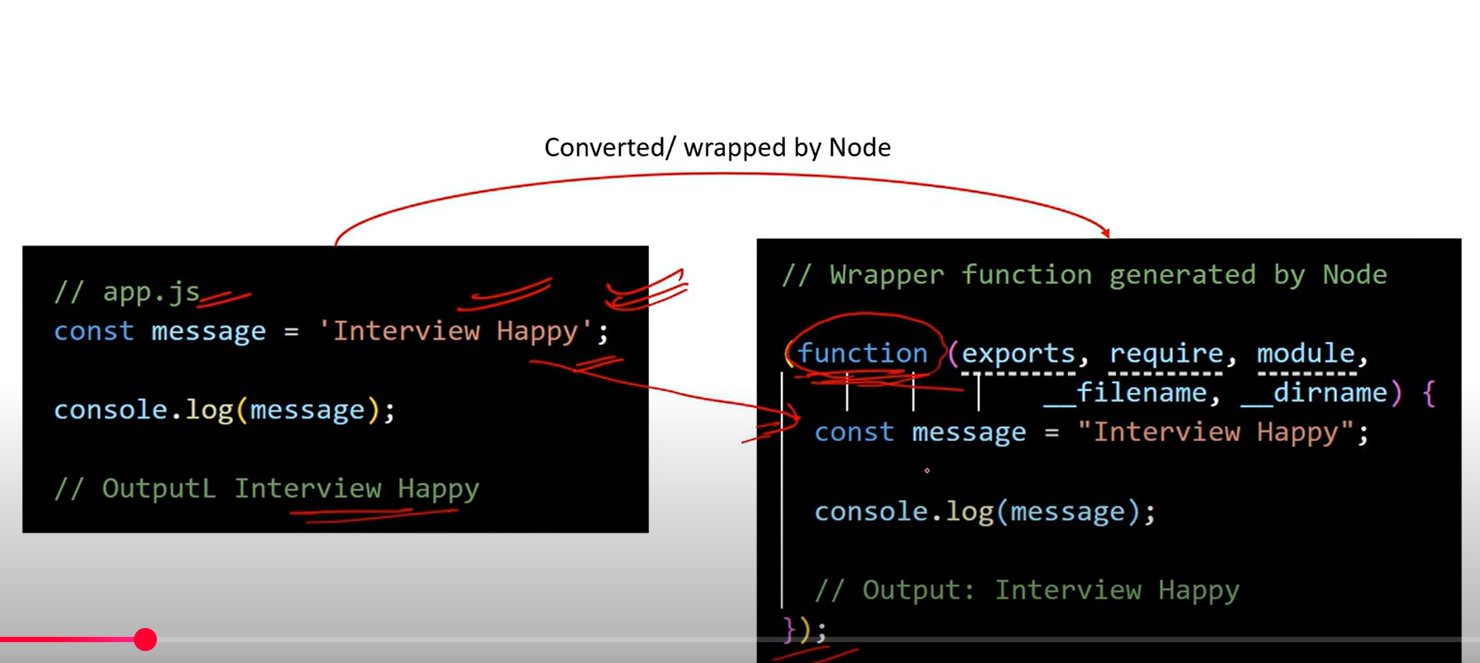 Converted/ wrapped by Node
// app.js
const message = 'Interview Happy';
console.log(message);
// OutputL Interview Happy
// Wrapper function generated by Node
(function (exports, require, module,
__filename, __dirname) {
const message = "Interview Happy";
console.log(message);
// Output: Interview Happy
});